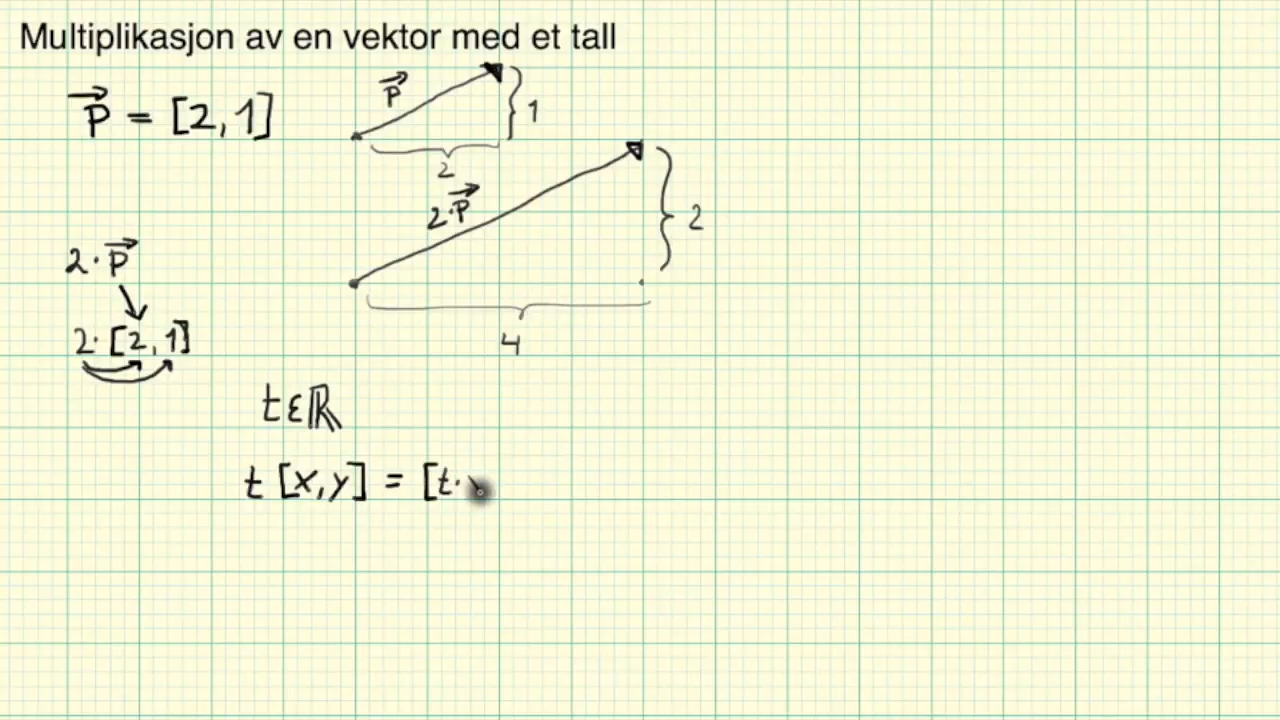 Multiplikasjon av en vektor med et tall
p⃗ = [2, 1]
p⃗
1
2
2·p⃗
2
4
2·p⃗
2·[2, 1]
t∈ℝ
t [x, y] = [t·